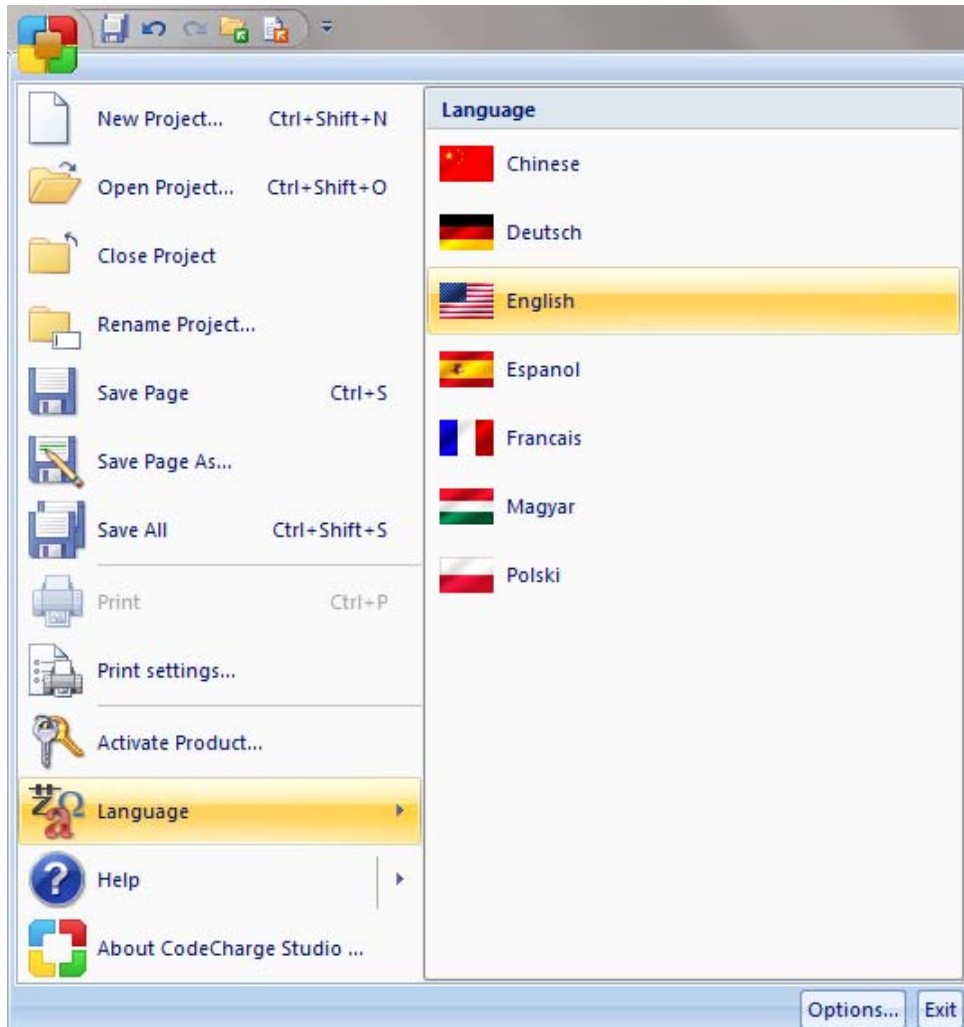 New Project... Ctrl+Shift+N
Open Project... Ctrl+Shift+O
Close Project
Rename Project...
Save Page Ctrl+S
Save Page As...
Save All Ctrl+Shift+S
Print Ctrl+P
Print settings...
Activate Product...
Language
Help
About CodeCharge Studio ...
Language
Chinese
Deutsch
English
Espanol
Francais
Magyar
Polski
Options... Exit